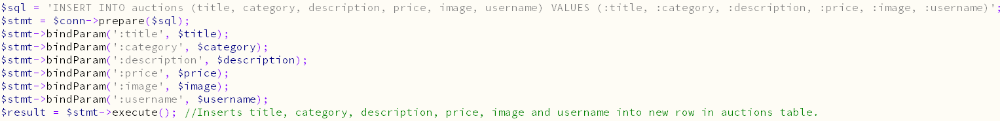 $sql = 'INSERT INTO auctions (title, category, description, price, image, username) VALUES (:title, :category, :description, :price, :image, :username)';
$stmt = $conn->prepare($sql);
$stmt->bindParam(':title', $title);
$stmt->bindParam(':category', $category);
$stmt->bindParam(':description', $description);
$stmt->bindParam(':price', $price);
$stmt->bindParam(':image', $image);
$stmt->bindParam(':username', $username);
$result = $stmt->execute(); //Inserts title, category, description, price, image and username into new row in auctions table.